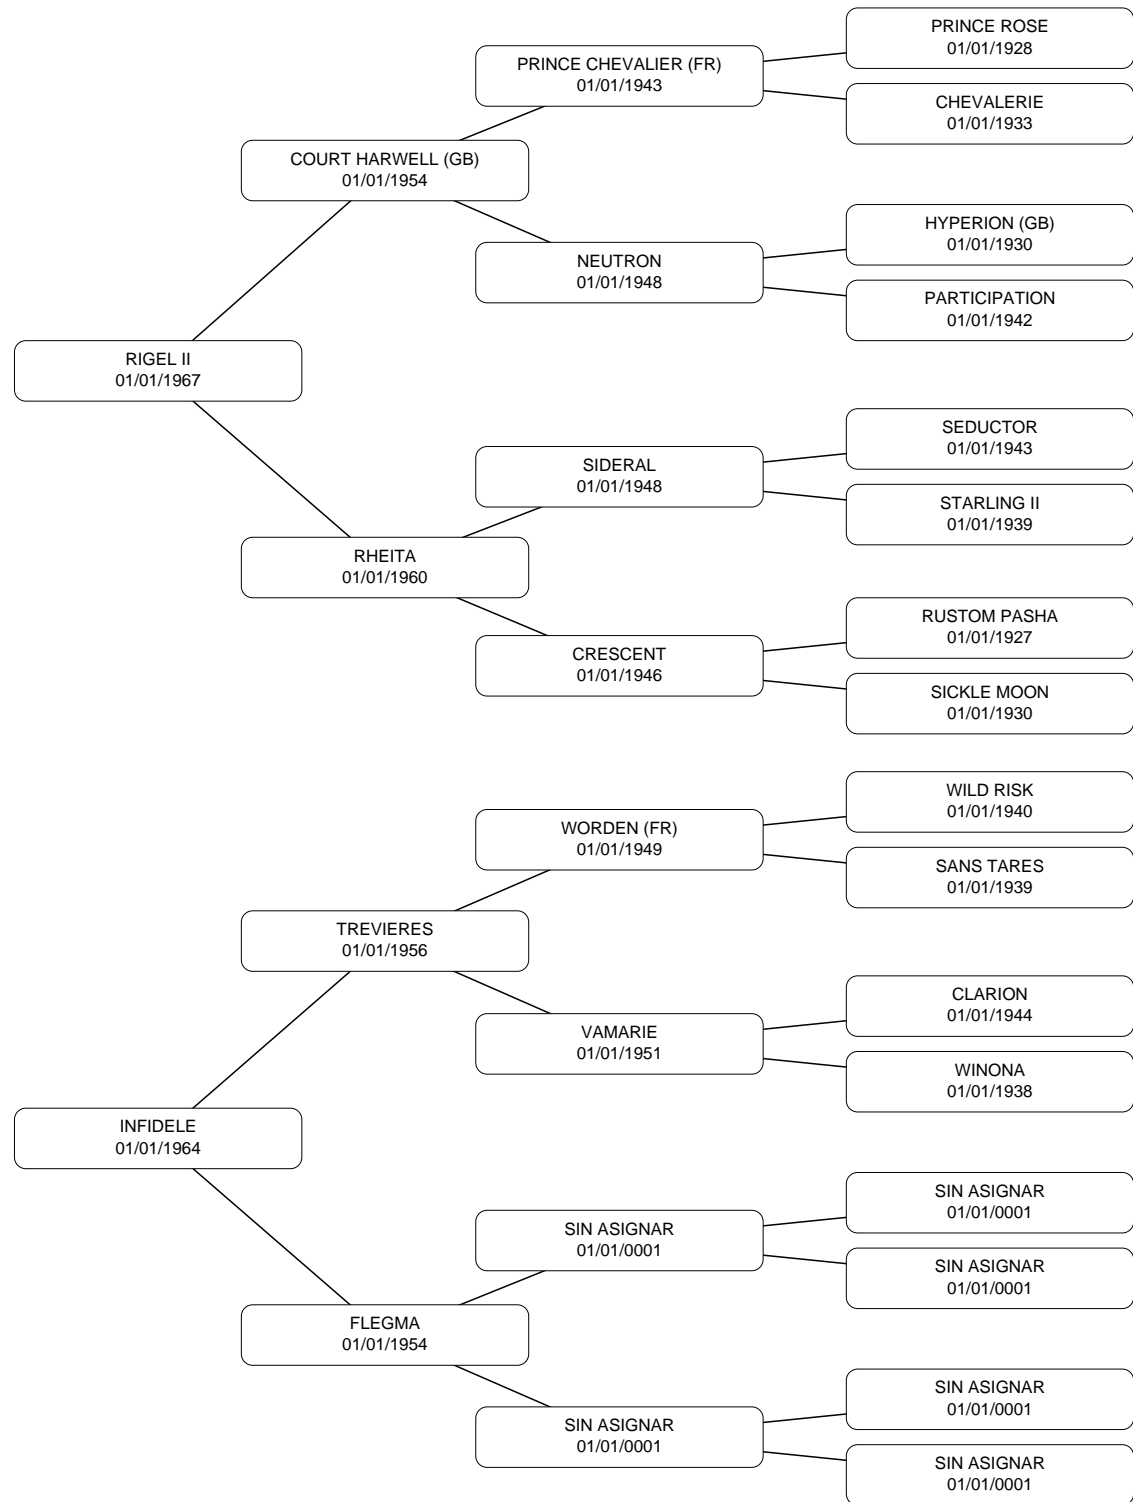 PRINCE ROSE
01/01/1928
PRINCE CHEVALIER (FR)
01/01/1943
CHEVALERIE
01/01/1933
COURT HARWELL (GB)
01/01/1954
HYPERION (GB)
01/01/1930
NEUTRON
01/01/1948
PARTICIPATION
01/01/1942
RIGEL II
01/01/1967
SEDUCTOR
01/01/1943
SIDERAL
01/01/1948
STARLING II
01/01/1939
RHEITA
01/01/1960
RUSTOM PASHA
01/01/1927
CRESCENT
01/01/1946
SICKLE MOON
01/01/1930
WILD RISK
01/01/1940
WORDEN (FR)
01/01/1949
SANS TARES
01/01/1939
TREVIERES
01/01/1956
CLARION
01/01/1944
VAMARIE
01/01/1951
WINONA
01/01/1938
INFIDELE
01/01/1964
SIN ASIGNAR
01/01/0001
SIN ASIGNAR
01/01/0001
SIN ASIGNAR
01/01/0001
FLEGMA
01/01/1954
SIN ASIGNAR
01/01/0001
SIN ASIGNAR
01/01/0001
SIN ASIGNAR
01/01/0001